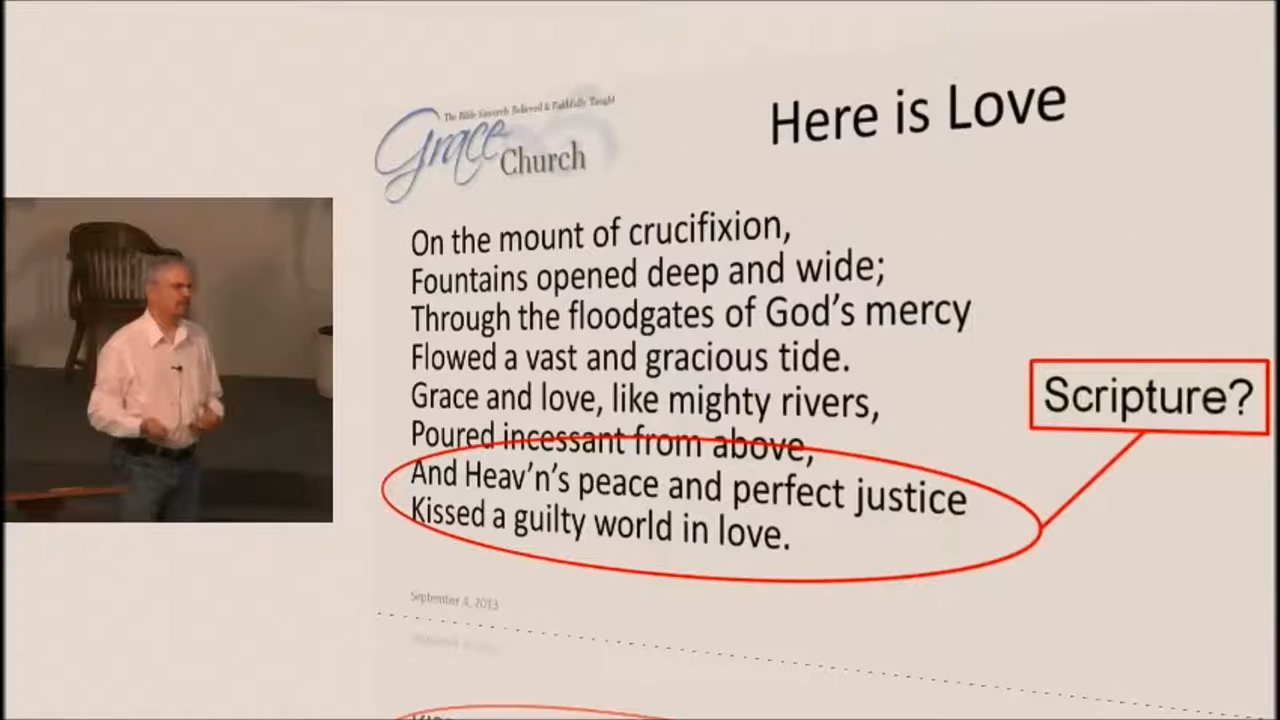 The Bible Sincerely Believed & Faithfully Taught
Grace
Church
Here is Love
On the mount of crucifixion,
Fountains opened deep and wide;
Through the floodgates of God’s mercy
Flowed a vast and gracious tide.
Grace and love, like mighty rivers,
Poured incessant from above,
And Heav’n’s peace and perfect justice
Kissed a guilty world in love.
Scripture?
September 4, 2013